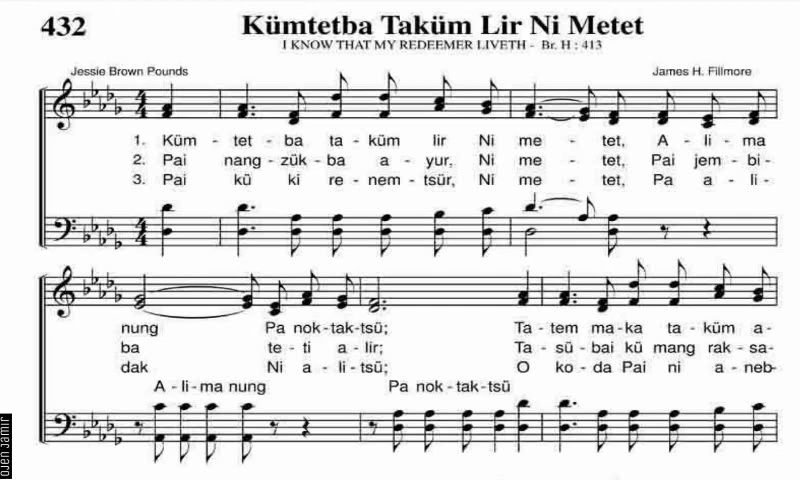 432
Kümtetba Taküm Lir Ni Metet
I KNOW THAT MY REDEEMER LIVETH - Br. H : 413
Jessie Brown Pounds James H. Fillmore
1. Küm - tet - ba ta - küm lir Ni me - tet, A - li - ma
2. Pai nang - zük - ba a - yur, Ni me - tet, Pai jem - bi -
3. Pai kü ki re - nem - tsür, Ni me - tet, Pa a - li -
nung Pa nok - tak - tsü; Ta - tem ma - ka ta - küm a -
ba te - ti a - lir; Ta - sü - bai kü mang rak - sa -
dak Ni a - li - tsü; O ko - da Pai ni a - neb -
A - li - ma nung Pa nok - tak - tsü
OJEN JAMIR